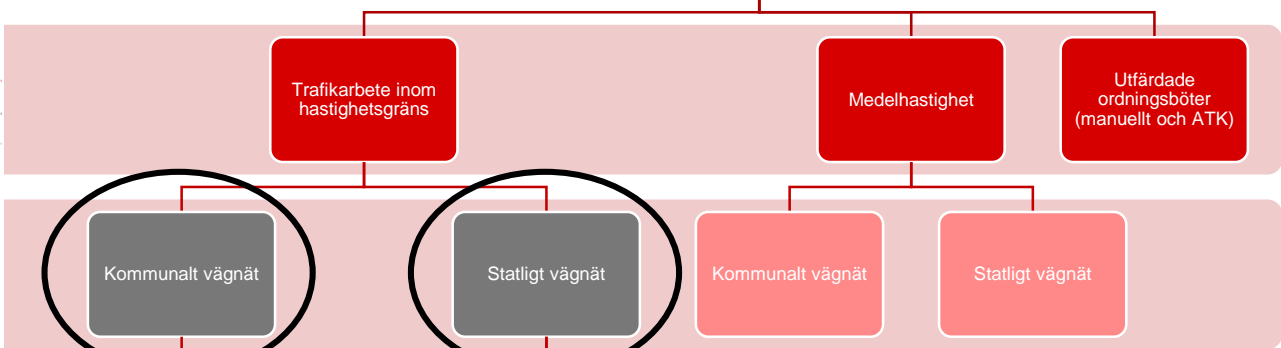 Trafikarbete inom
hastighetsgräns
Medelhastighet
Utfärdade
ordningsböter
(manuellt och ATK)
Kommunalt vägnät
Statligt vägnät
Kommunalt vägnät
Statligt vägnät